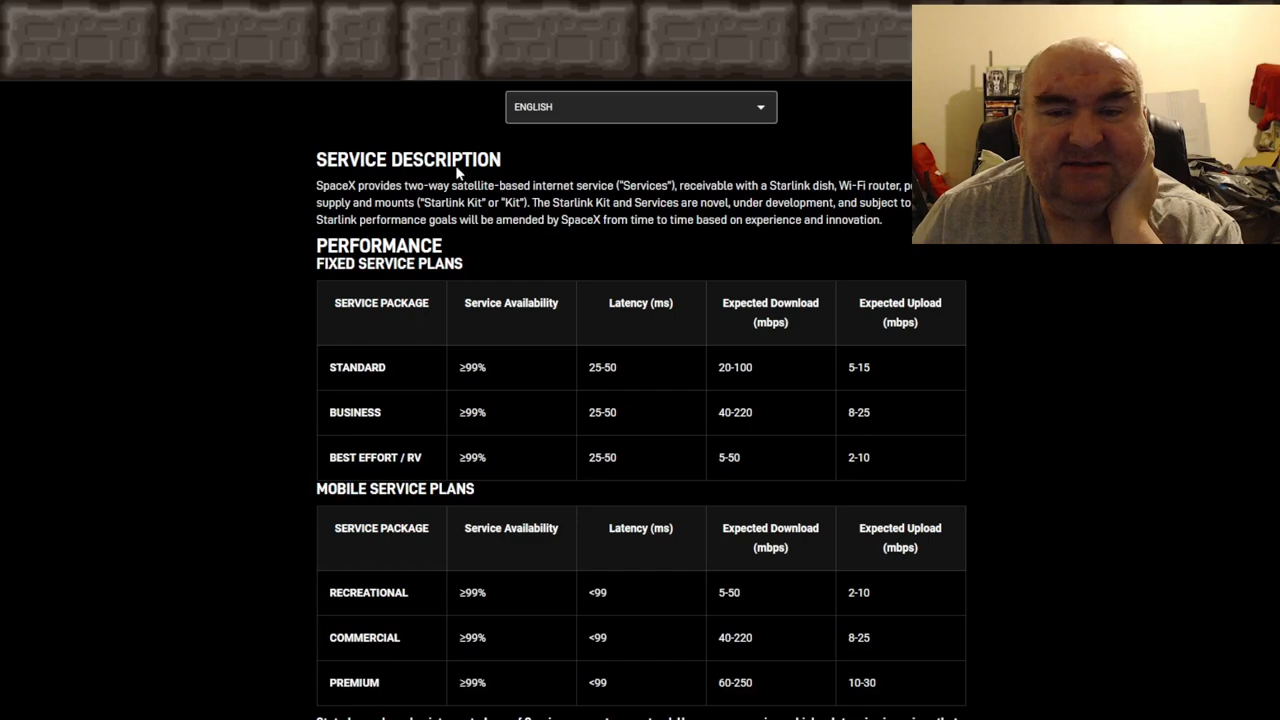 ENGLISH
SERVICE DESCRIPTION
SpaceX provides two-way satellite-based internet service ("Services"), receivable with a Starlink dish, Wi-Fi router,
supply and mounts ("Starlink Kit" or "Kit"). The Starlink Kit and Services are novel, under development, and subject to
Starlink performance goals will be amended by SpaceX from time to time based on experience and innovation.
PERFORMANCE
FIXED SERVICE PLANS
SERVICE PACKAGE Service Availability Latency (ms) Expected Download (mbps) Expected Upload (mbps)
STANDARD ≥99% 25-50 20-100 5-15
BUSINESS ≥99% 25-50 40-220 8-25
BEST EFFORT / RV ≥99% 25-50 5-50 2-10
MOBILE SERVICE PLANS
SERVICE PACKAGE Service Availability Latency (ms) Expected Download (mbps) Expected Upload (mbps)
RECREATIONAL ≥99% <99 5-50 2-10
COMMERCIAL ≥99% <99 40-220 8-25
PREMIUM ≥99% <99 60-250 10-30